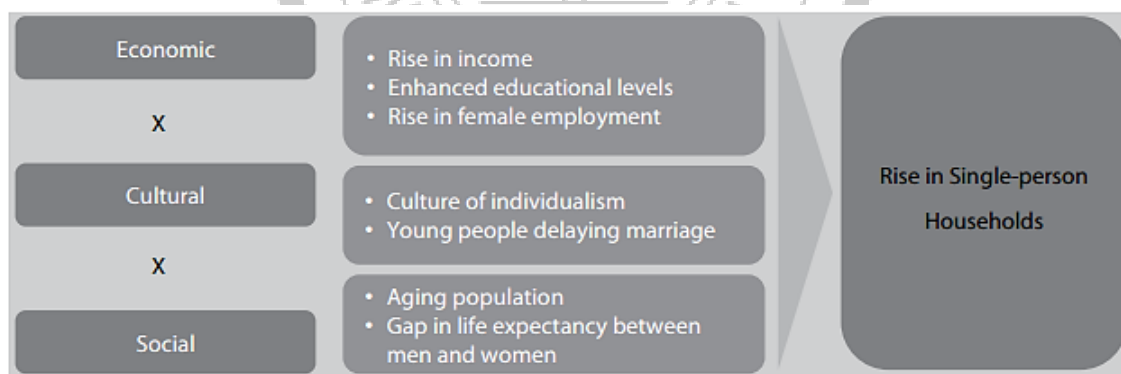 Economic
• Rise in income
• Enhanced educational levels
• Rise in female employment
X
Cultural
• Culture of individualism
• Young people delaying marriage
X
Social
• Aging population
• Gap in life expectancy between
men and women
Rise in Single-person
Households